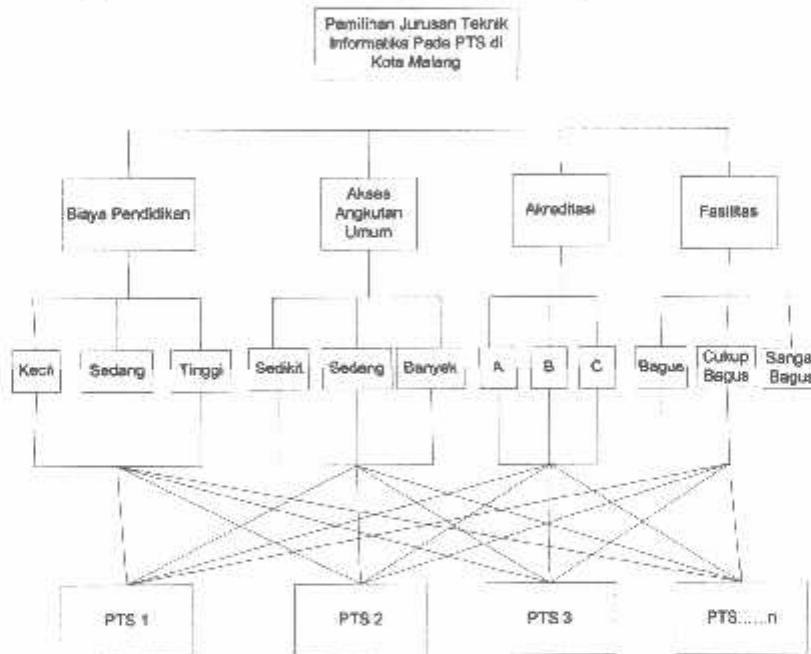 Pemilihan Jurusan Teknik
Informatika Pada PTS di
Kota Malang
Biaya Pendidikan
Akses
Angkutan
Umum
Akreditasi
Fasilitas
Kecil
Sedang
Tinggi
Sedikit
Sedang
Banyak
A
B
C
Bagus
Cukup
Bagus
Sanga
Bagus
PTS 1
PTS 2
PTS 3
PTS......n